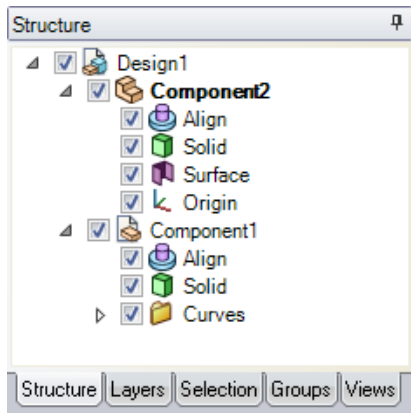 Structure
Design1
Component2
Align
Solid
Surface
Origin
Component1
Align
Solid
Curves
Structure Layers Selection Groups Views